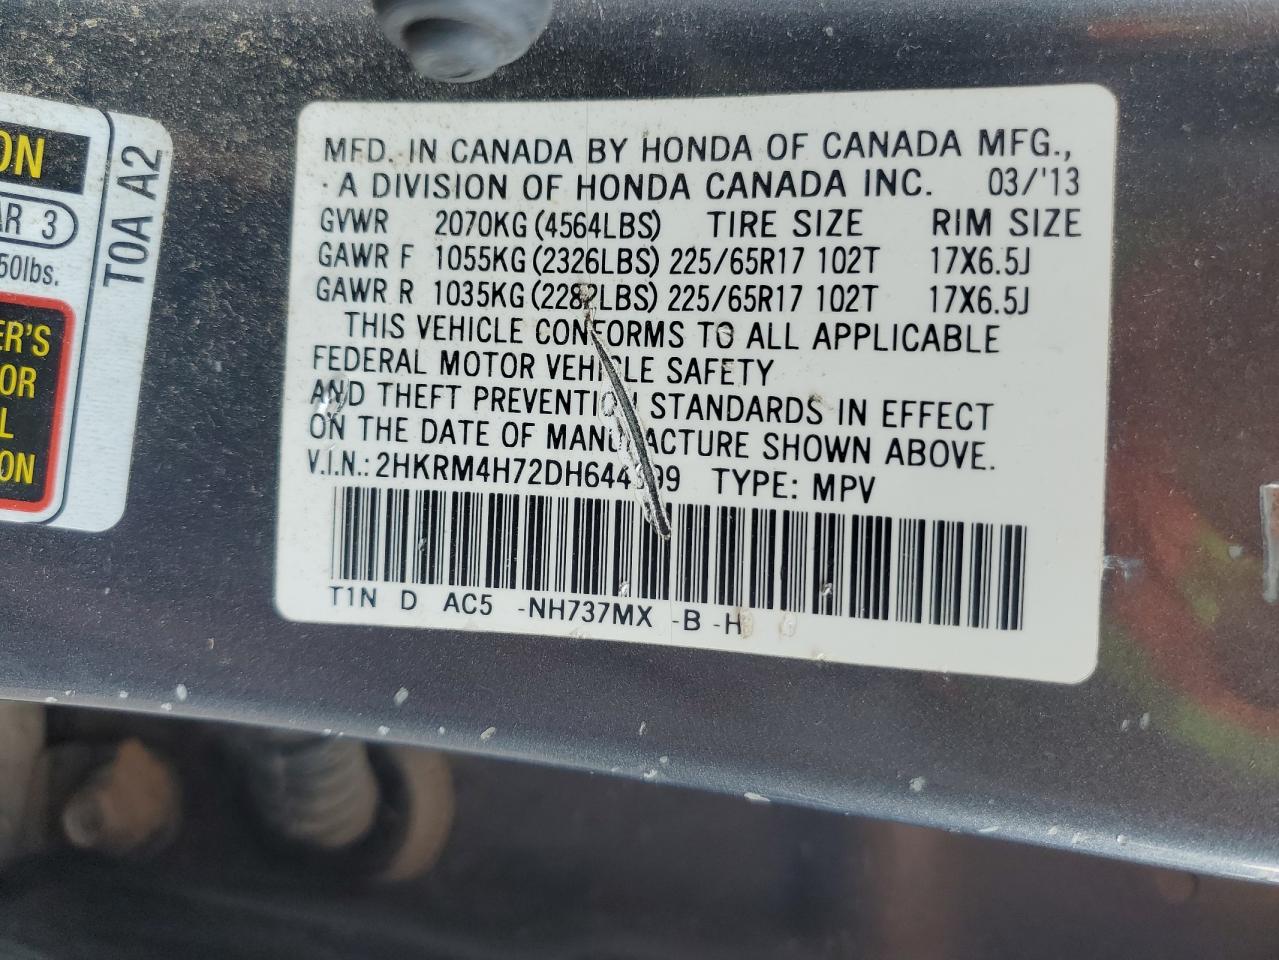 ON
AR 3
50lbs.
ER'S
OR
L
ON
T0A A2
MFD. IN CANADA BY HONDA OF CANADA MFG.,
A DIVISION OF HONDA CANADA INC. 03/'13
GVWR 2070KG (4564LBS) TIRE SIZE RIM SIZE
GAWR F 1055KG (2326LBS) 225/65R17 102T 17X6.5J
GAWR R 1035KG (2282LBS) 225/65R17 102T 17X6.5J
THIS VEHICLE CONFORMS TO ALL APPLICABLE
FEDERAL MOTOR VEHICLE SAFETY
AND THEFT PREVENTION STANDARDS IN EFFECT
ON THE DATE OF MANUFACTURE SHOWN ABOVE.
V.I.N.: TYPE: MPV
T1N D AC5 -NH737MX -B -H